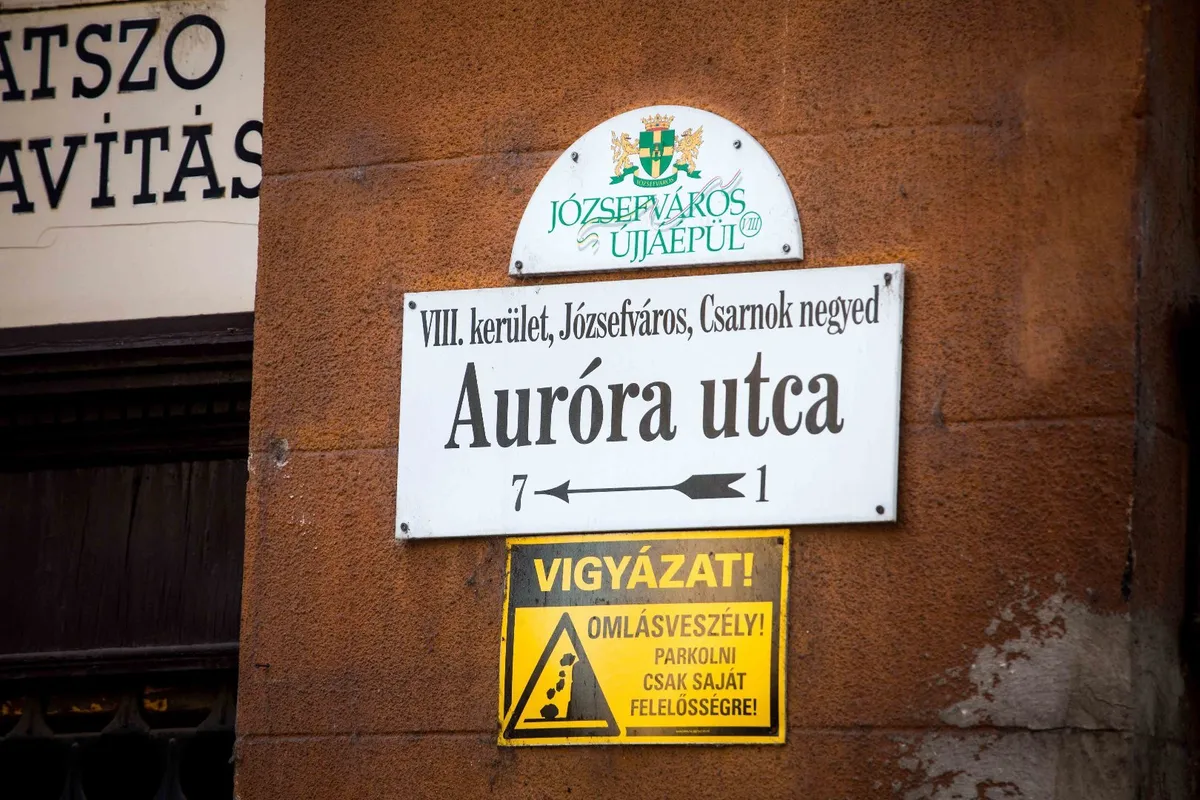 ATSZO
AVÍTÁS
JÓZSEFVÁROS
ÚJJÁÉPÜL VIII
VIII. kerület, Józsefváros, Csarnok negyed
Auróra utca
7 1
VIGYÁZAT!
OMLÁSVESZÉLY!
PARKOLNI
CSAK SAJÁT
FELELŐSSÉGRE!